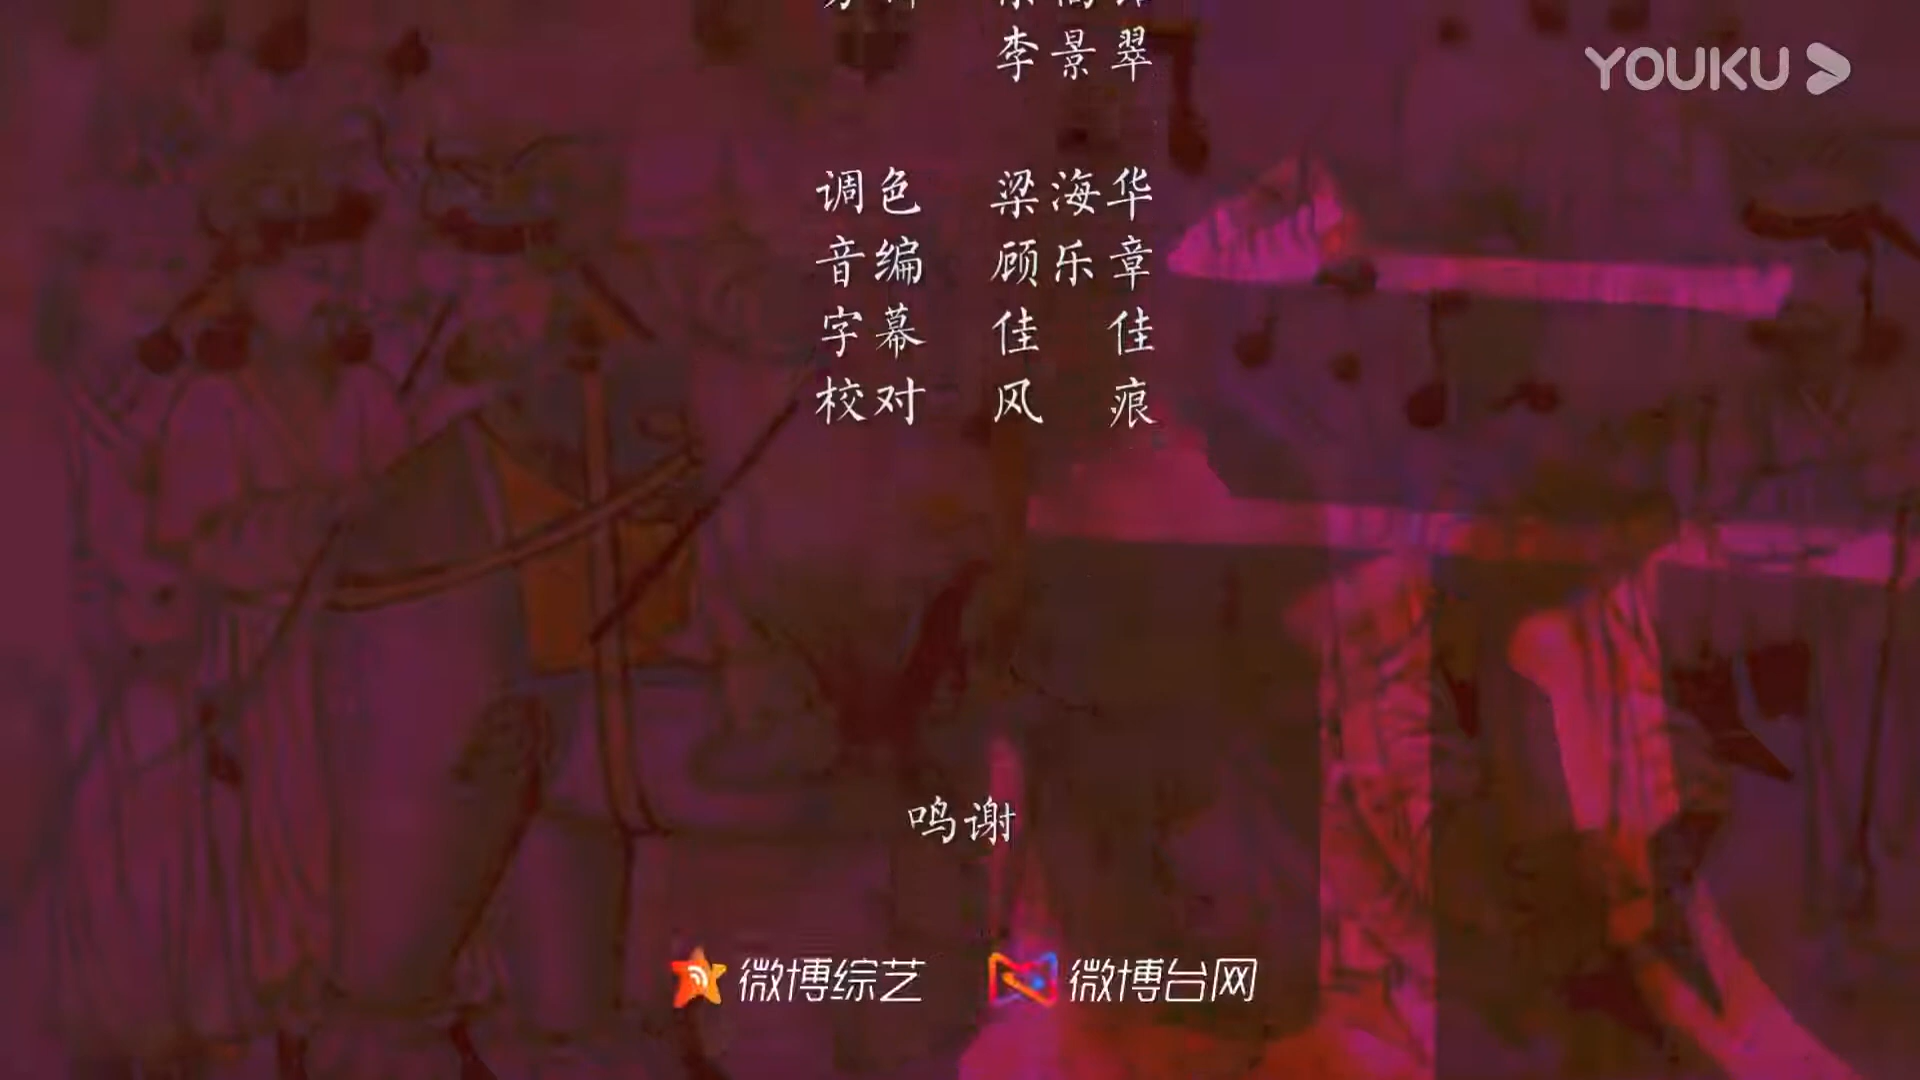 李景翠
YOUKU
调色 梁海华
音编 顾乐章
字幕 佳佳
校对 风痕
鸣谢
微博综艺 微博台网